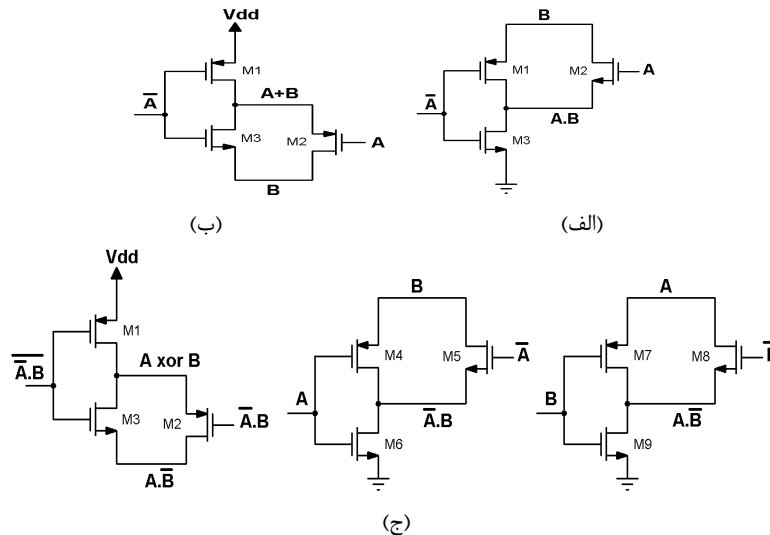 Vdd
M1
A̅
A+B
M3
M2
A
B
(ب)
B
M1
M2
A
A̅
A.B
M3
(الف)
Vdd
M1
A̅.B̅
A xor B
M3
M2
A̅.B
A.B̅
B
M4
M5
A̅
A
A̅.B
M6
A
M7
M8
B
A.B̅
M9
(ج)